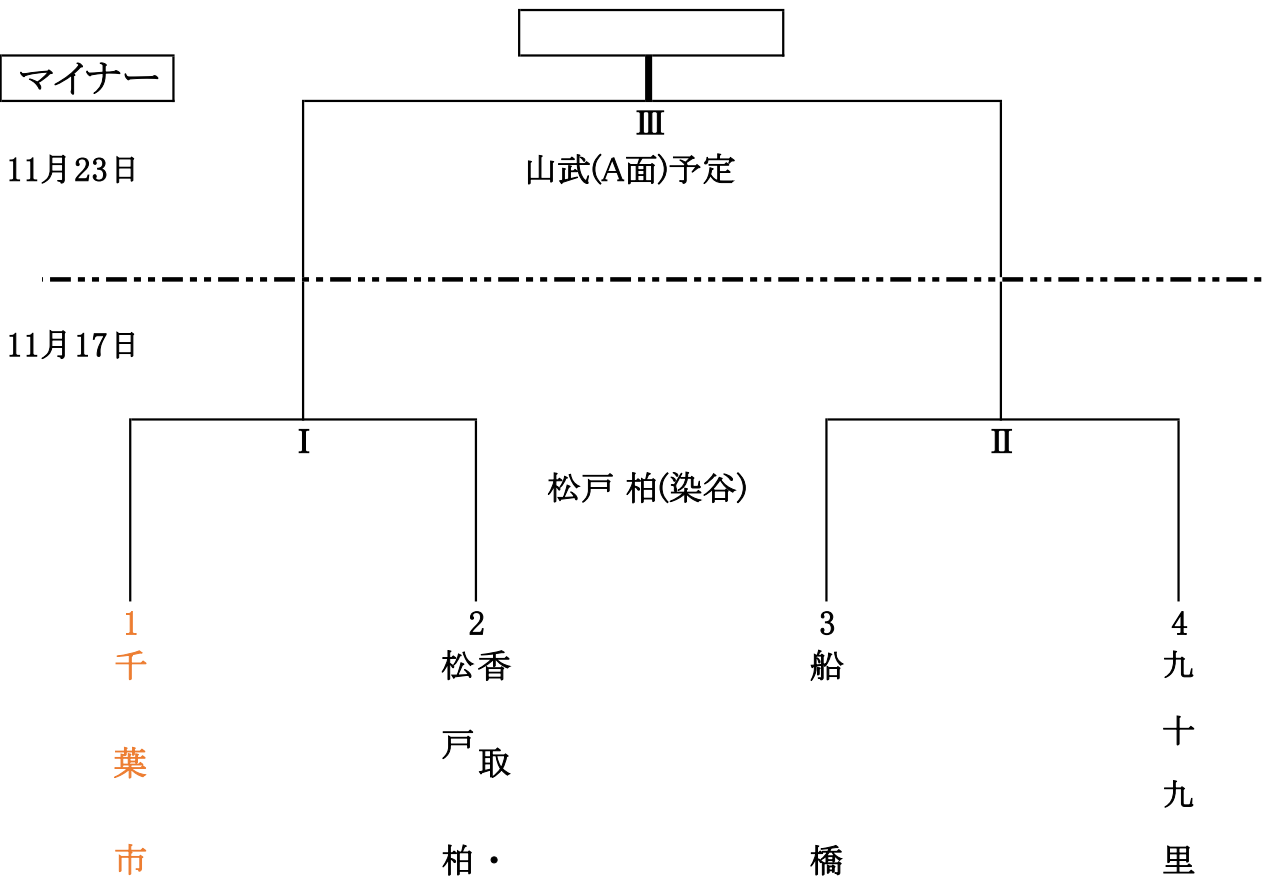 マイナー
Ⅲ
11月23日
山武(A面)予定
11月17日
Ⅰ
Ⅱ
松戸 柏(染谷)
1
2
3
4
千葉市
香取・
松戸柏
船橋
九十九里